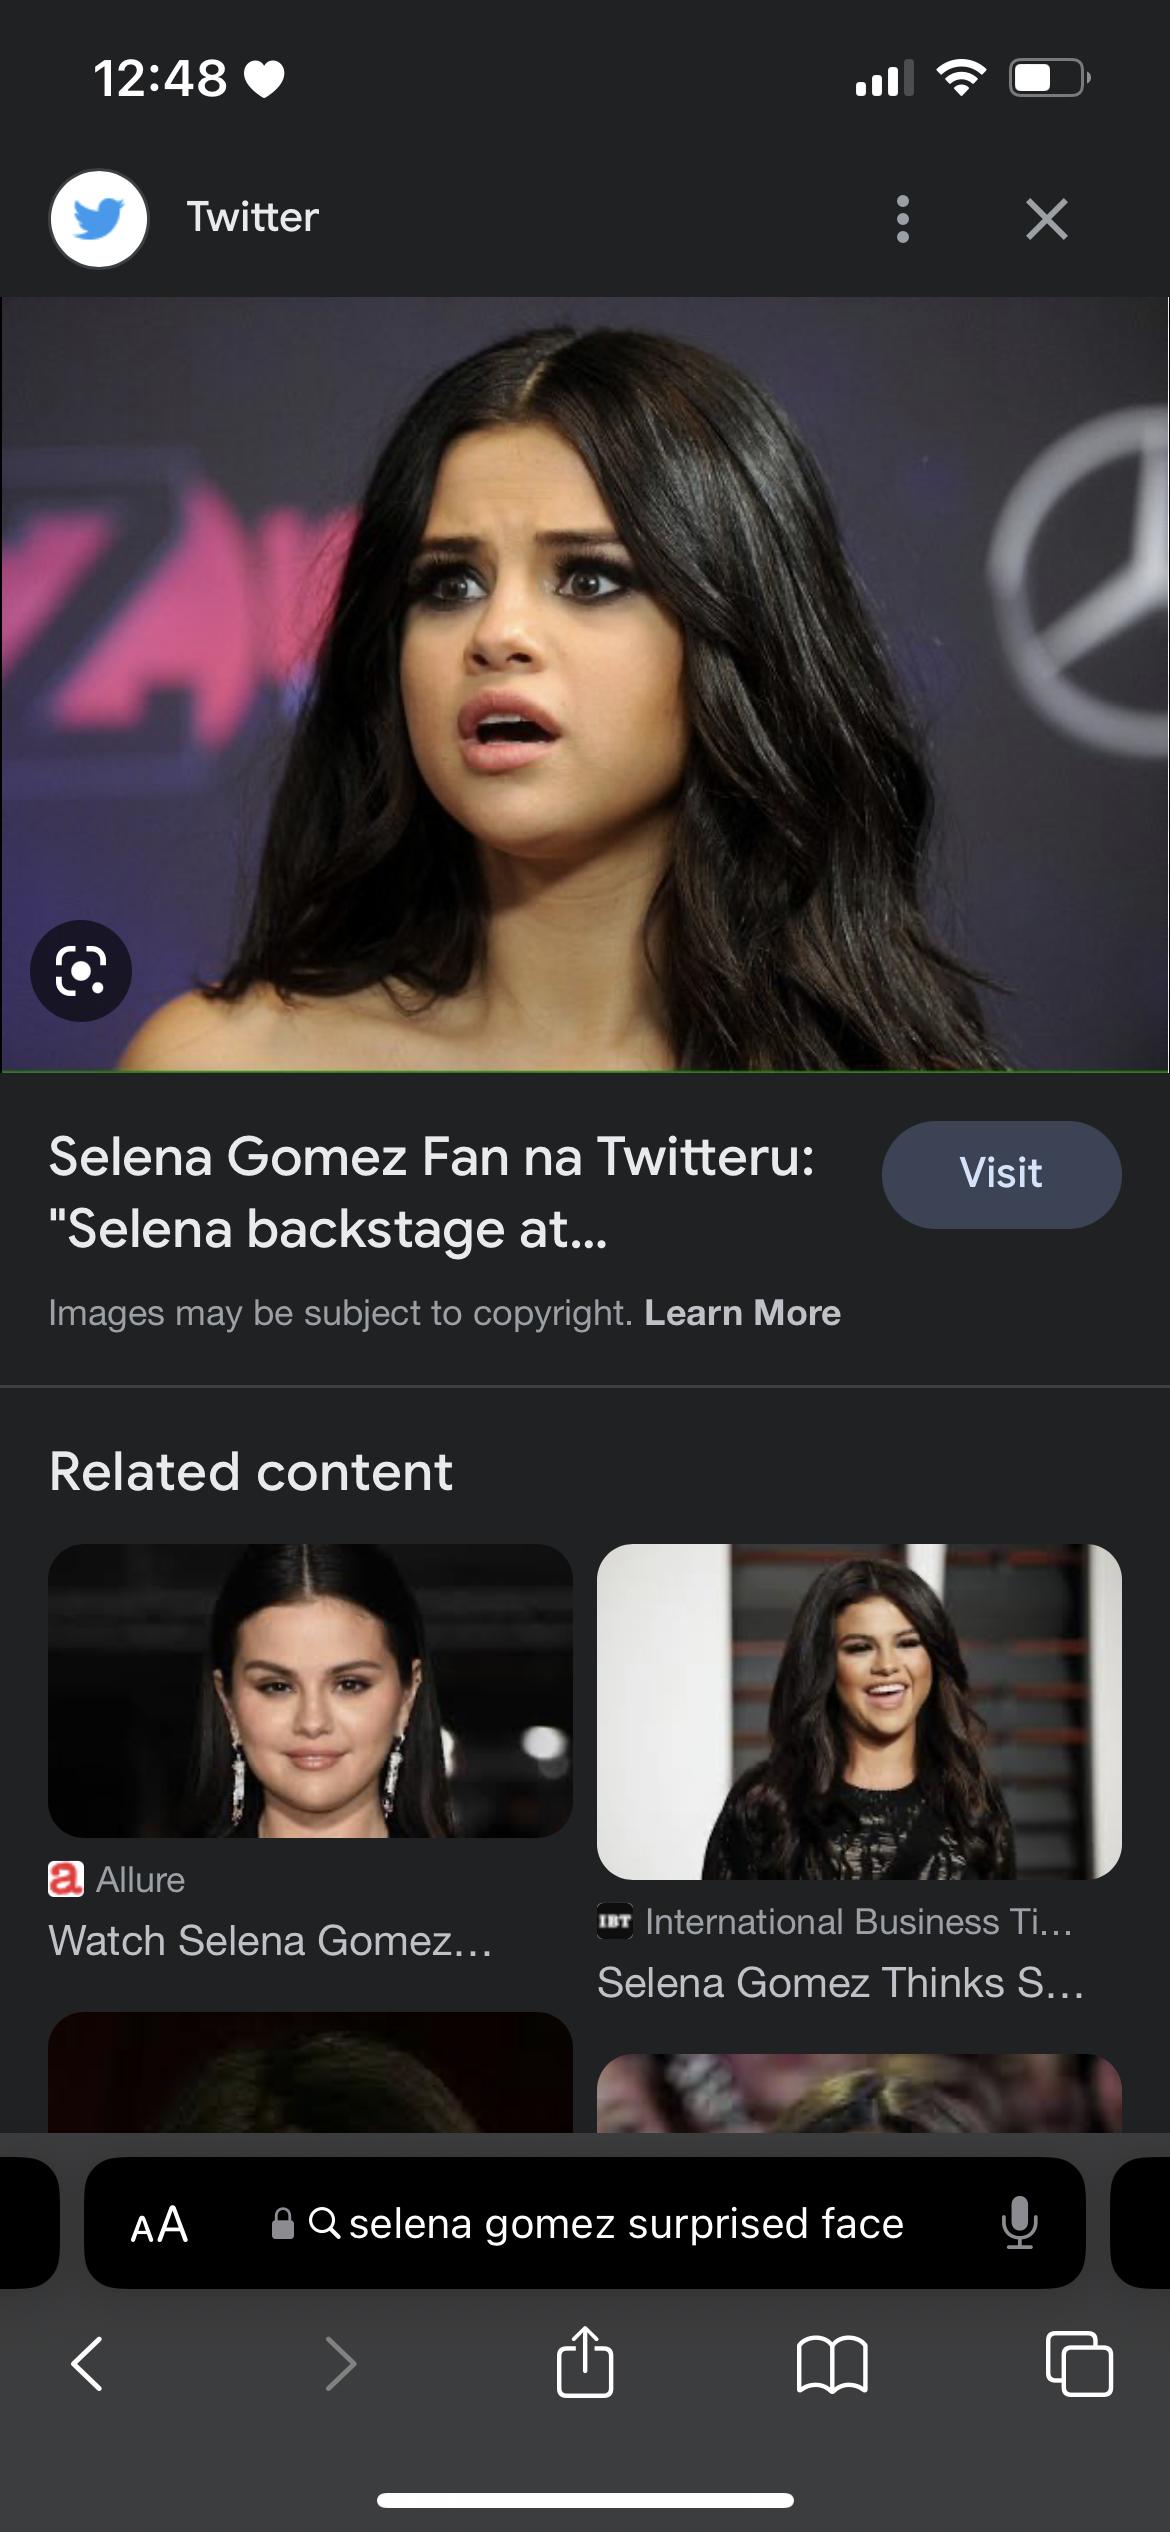 12:48
Twitter
Selena Gomez Fan na Twitteru:
"Selena backstage at...
Visit
Images may be subject to copyright. Learn More
Related content
a Allure
Watch Selena Gomez...
IBT International Business Ti...
Selena Gomez Thinks S...
AA selena gomez surprised face